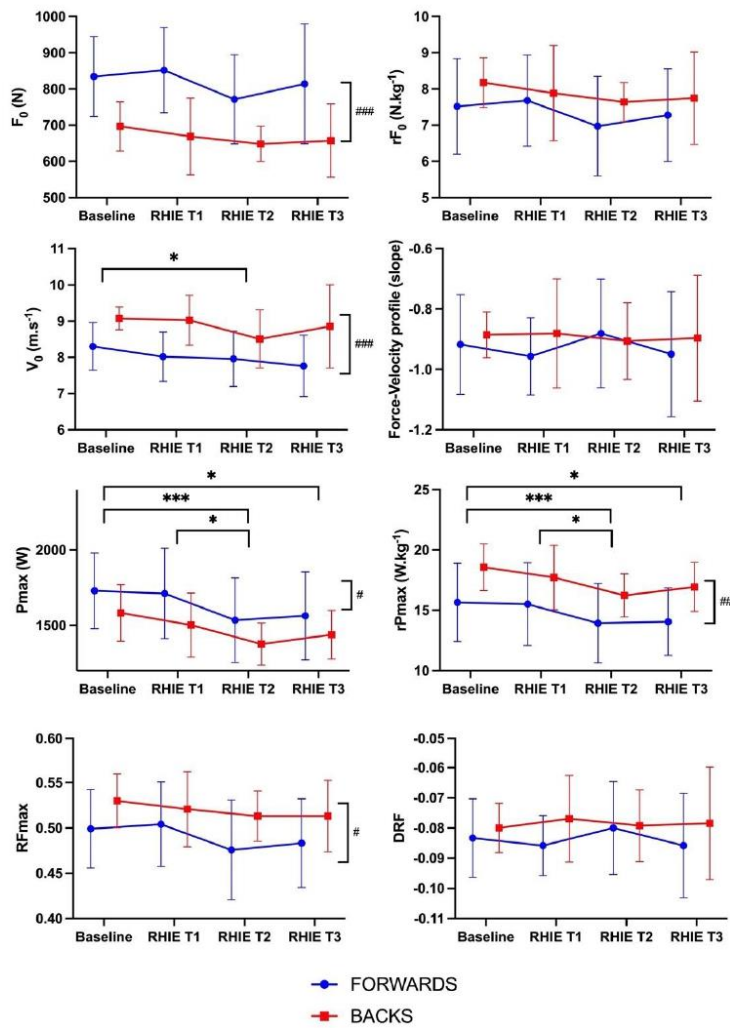 F₀ (N)
1000
900
800
700
600
500
###
Baseline RHIE T1 RHIE T2 RHIE T3
rF₀ (N.kg⁻¹)
10
9
8
7
6
5
Baseline RHIE T1 RHIE T2 RHIE T3
V₀ (m.s⁻¹)
11
10
9
8
7
6
*
###
Baseline RHIE T1 RHIE T2 RHIE T3
Force-Velocity profile (slope)
-0.6
-0.8
-1.0
-1.2
Baseline RHIE T1 RHIE T2 RHIE T3
Pmax (W)
2000
1500
*
***
*
#
Baseline RHIE T1 RHIE T2 RHIE T3
rPmax (W.kg⁻¹)
25
20
15
10
*
***
*
##
Baseline RHIE T1 RHIE T2 RHIE T3
RFmax
0.60
0.55
0.50
0.45
0.40
#
Baseline RHIE T1 RHIE T2 RHIE T3
DRF
-0.05
-0.06
-0.07
-0.08
-0.09
-0.10
-0.11
Baseline RHIE T1 RHIE T2 RHIE T3
FORWARDS
BACKS